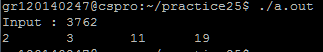 gr120140247@cspro:~/practice25$ ./a.out
Input : 3762
2       3       11      19